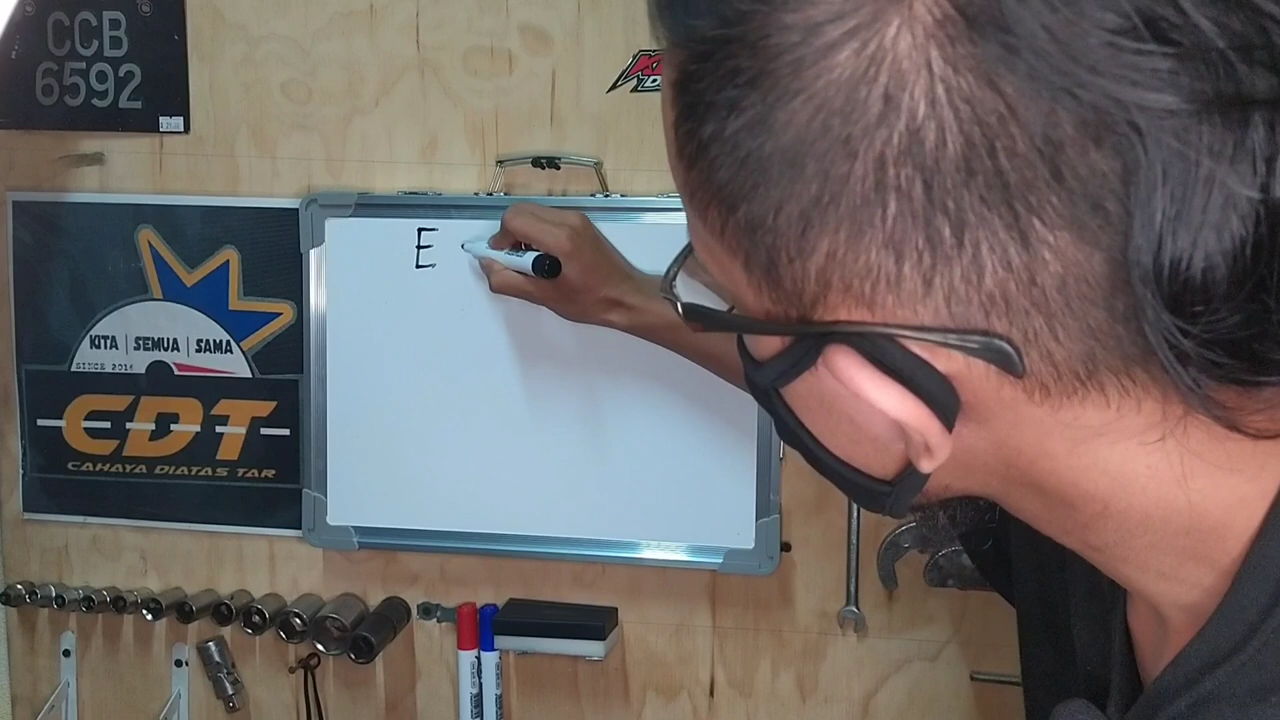 CCB
6592
E
KITA | SEMUA | SAMA
SINCE 2016
CDT
CAHAYA DIATAS TAR